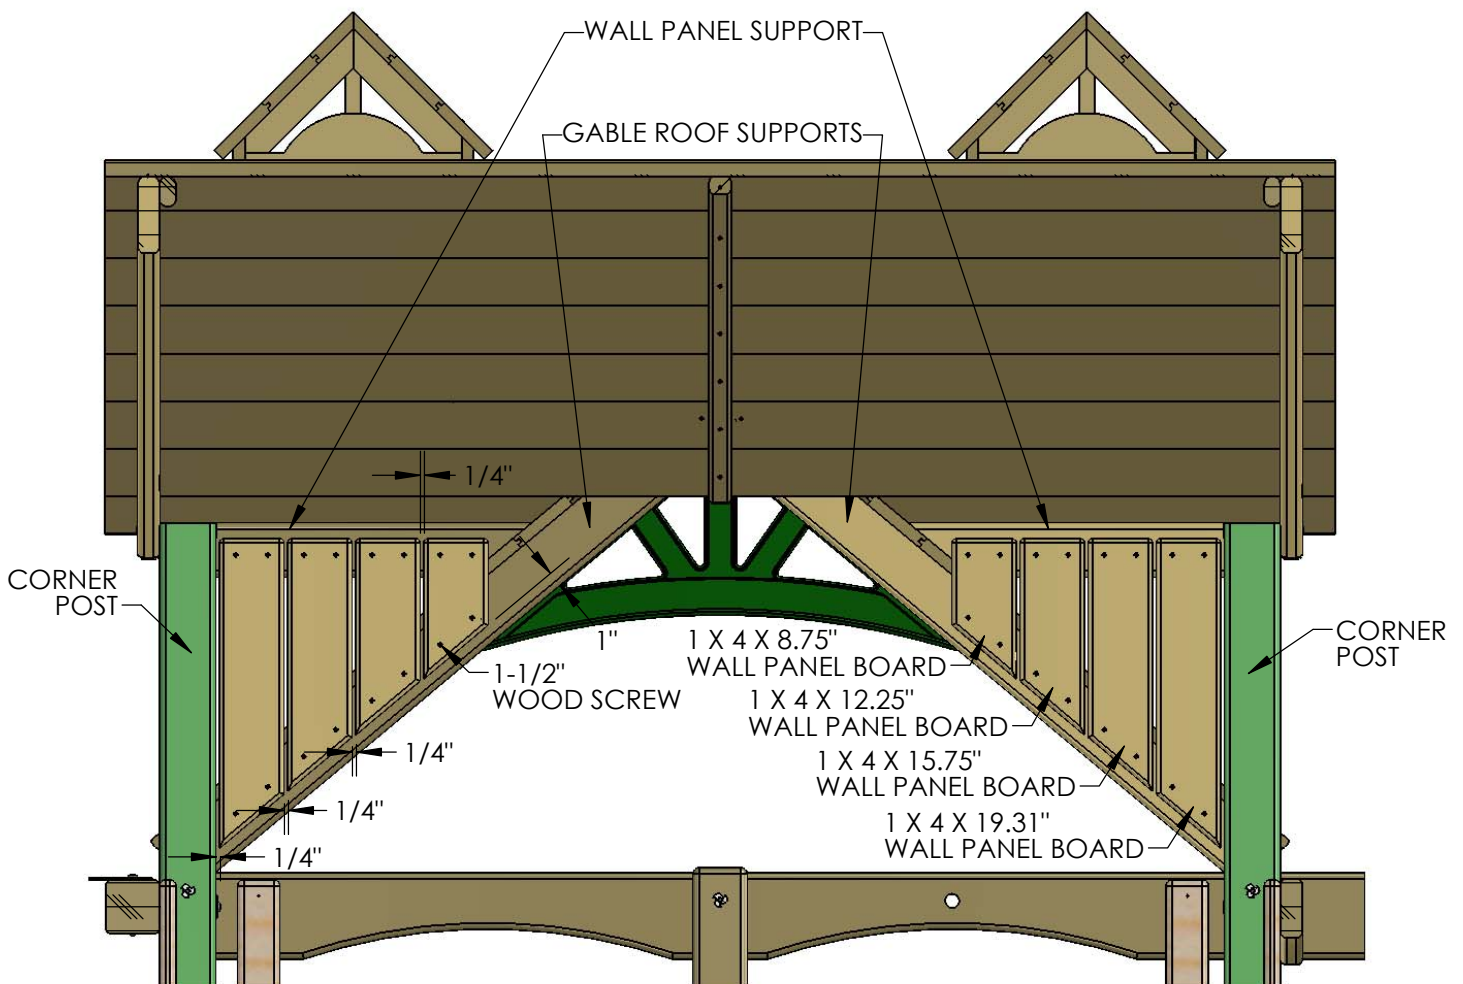 WALL PANEL SUPPORT
GABLE ROOF SUPPORTS
1/4"
CORNER
POST
1"
1-1/2"
WOOD SCREW
1 X 4 X 8.75"
WALL PANEL BOARD
1 X 4 X 12.25"
WALL PANEL BOARD
1 X 4 X 15.75"
WALL PANEL BOARD
1 X 4 X 19.31"
WALL PANEL BOARD
CORNER
POST
1/4"
1/4"
1/4"